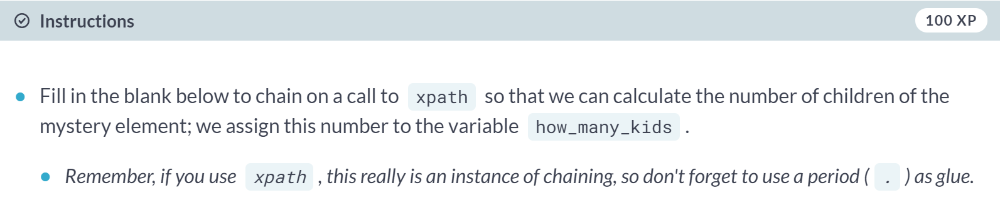 Instructions
100 XP
Fill in the blank below to chain on a call to xpath so that we can calculate the number of children of the
mystery element; we assign this number to the variable how_many_kids .
Remember, if you use xpath , this really is an instance of chaining, so don't forget to use a period ( . ) as glue.